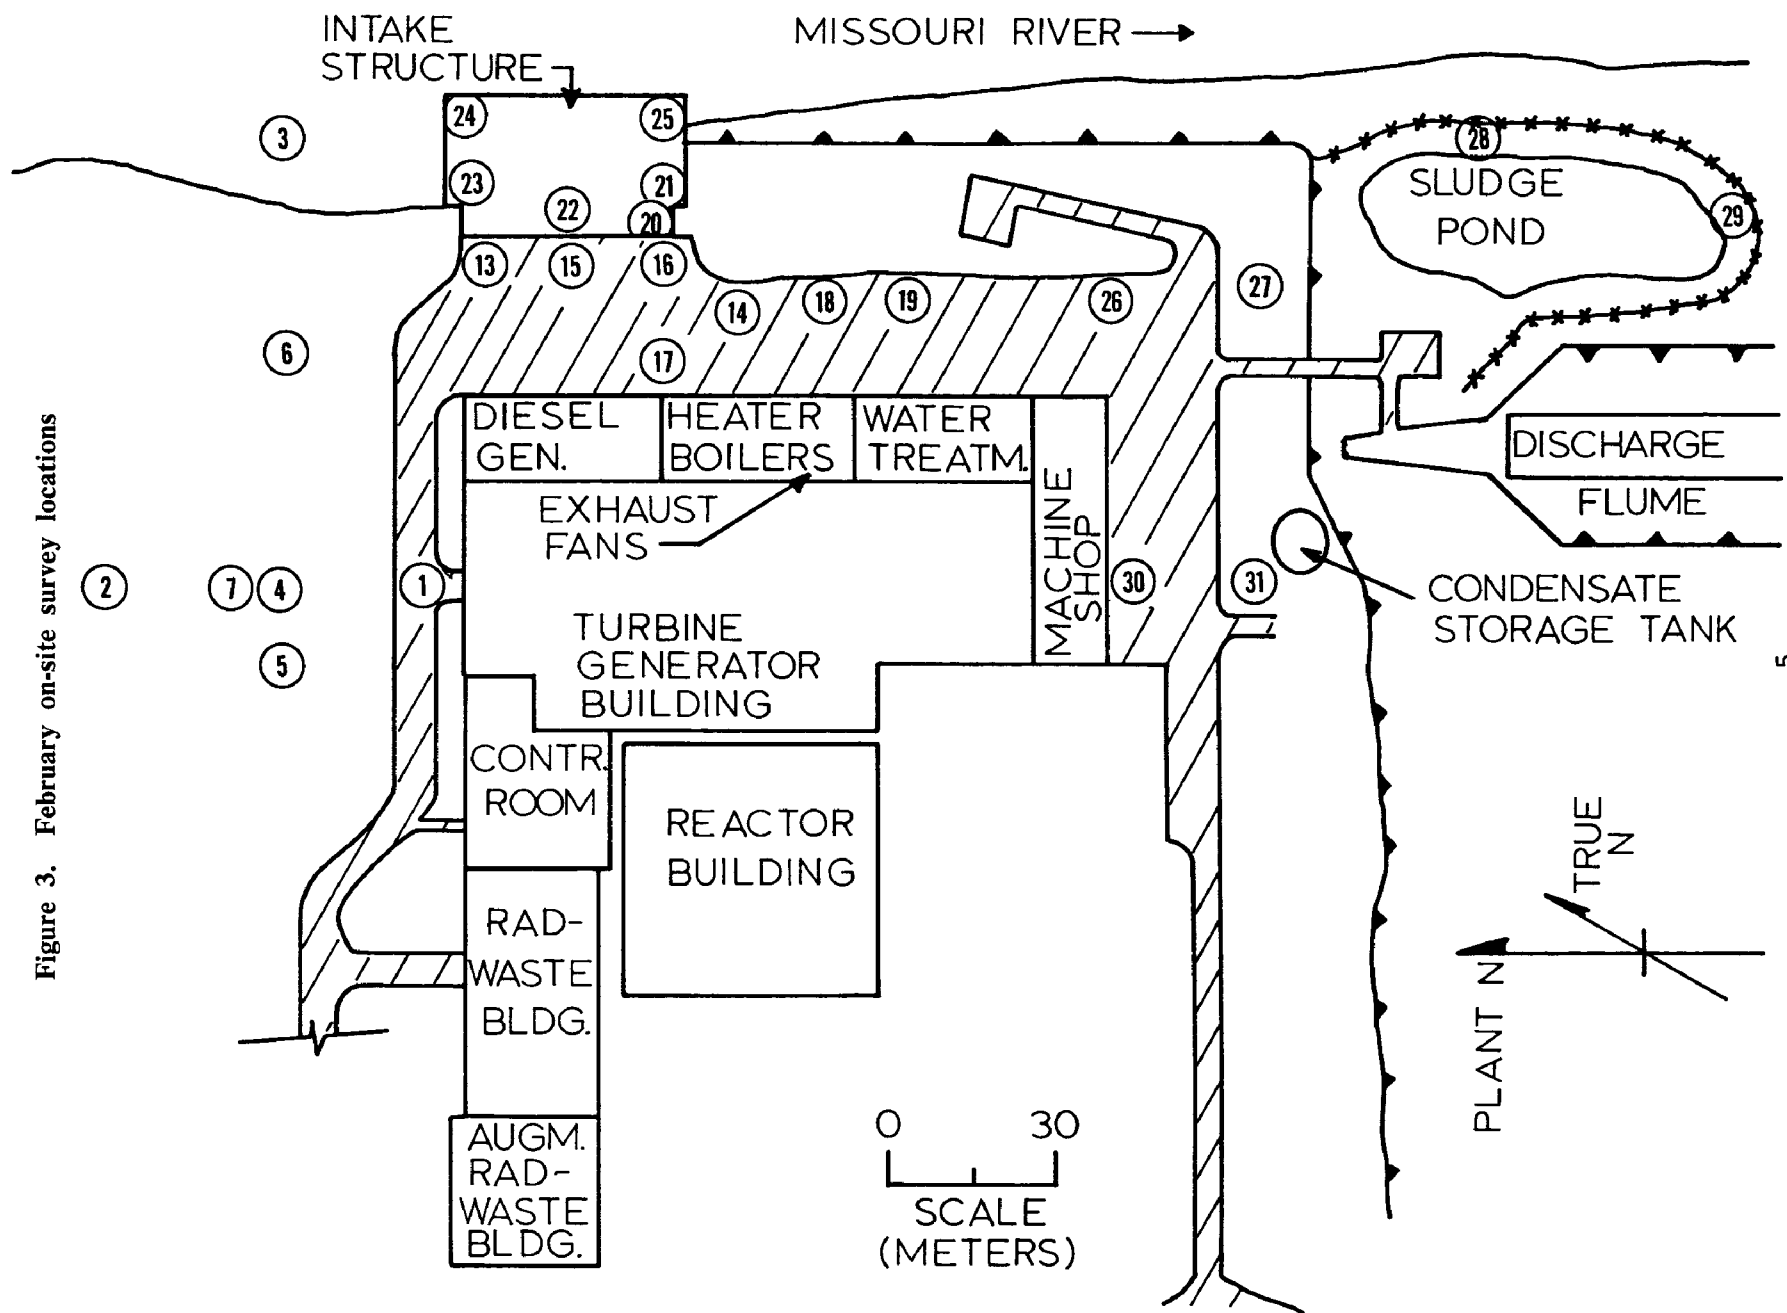 INTAKE
STRUCTURE
MISSOURI RIVER
24
25
3
28
23
21
SLUDGE
POND
22
20
29
13
15
16
27
14
18
19
26
6
17
DIESEL
GEN.
HEATER
BOILERS
WATER
TREATM.
MACHINE
SHOP
DISCHARGE
FLUME
EXHAUST
FANS
2
7
4
1
30
31
CONDENSATE
STORAGE TANK
5
TURBINE
GENERATOR
BUILDING
5
CONTR.
ROOM
REACTOR
BUILDING
RAD-
WASTE
BLDG.
TRUE
N
PLANT N
AUGM.
RAD-
WASTE
BLDG.
0 30
SCALE
(METERS)
Figure 3. February on-site survey locations